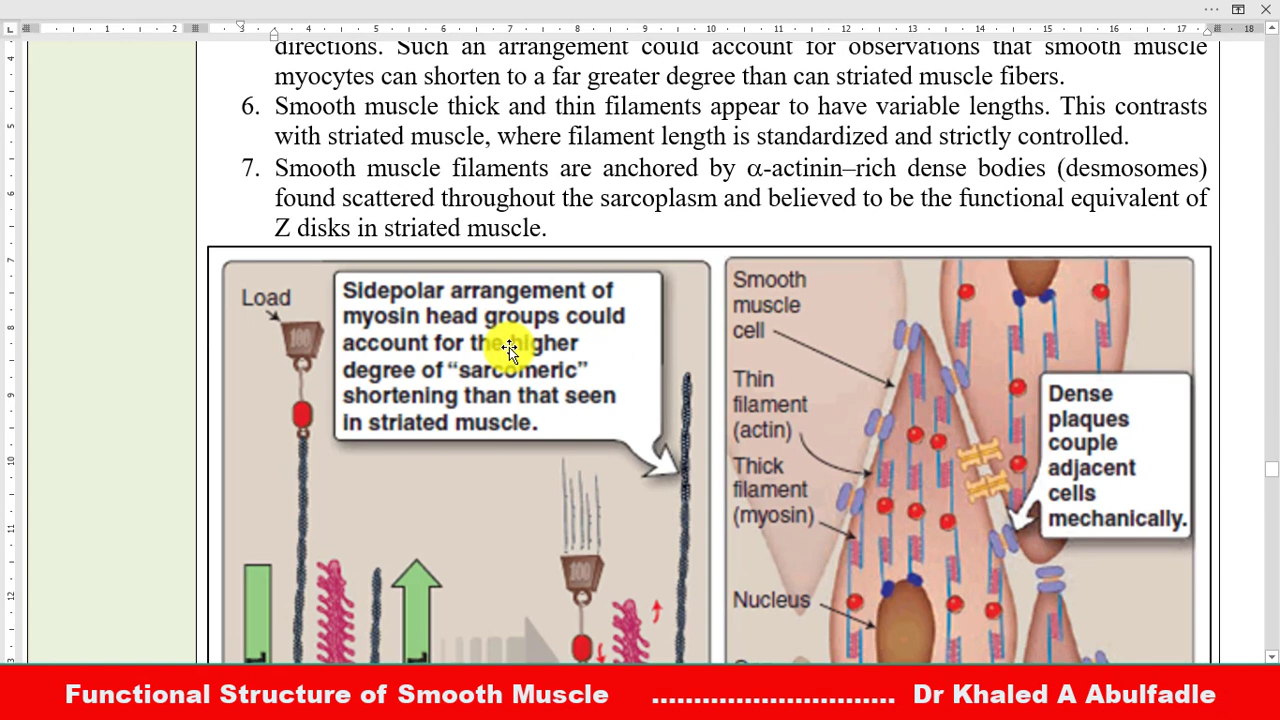 directions. Such an arrangement could account for observations that smooth muscle
myocytes can shorten to a far greater degree than can striated muscle fibers.
6. Smooth muscle thick and thin filaments appear to have variable lengths. This contrasts
with striated muscle, where filament length is standardized and strictly controlled.
7. Smooth muscle filaments are anchored by α-actinin–rich dense bodies (desmosomes)
found scattered throughout the sarcoplasm and believed to be the functional equivalent of
Z disks in striated muscle.
Load
100
Sidepolar arrangement of
myosin head groups could
account for the higher
degree of “sarcomeric”
shortening than that seen
in striated muscle.
100
Smooth
muscle
cell
Thin
filament
(actin)
Thick
filament
(myosin)
Nucleus
Dense
plaques
couple
adjacent
cells
mechanically.
Functional Structure of Smooth Muscle ............................ Dr Khaled A Abulfadle